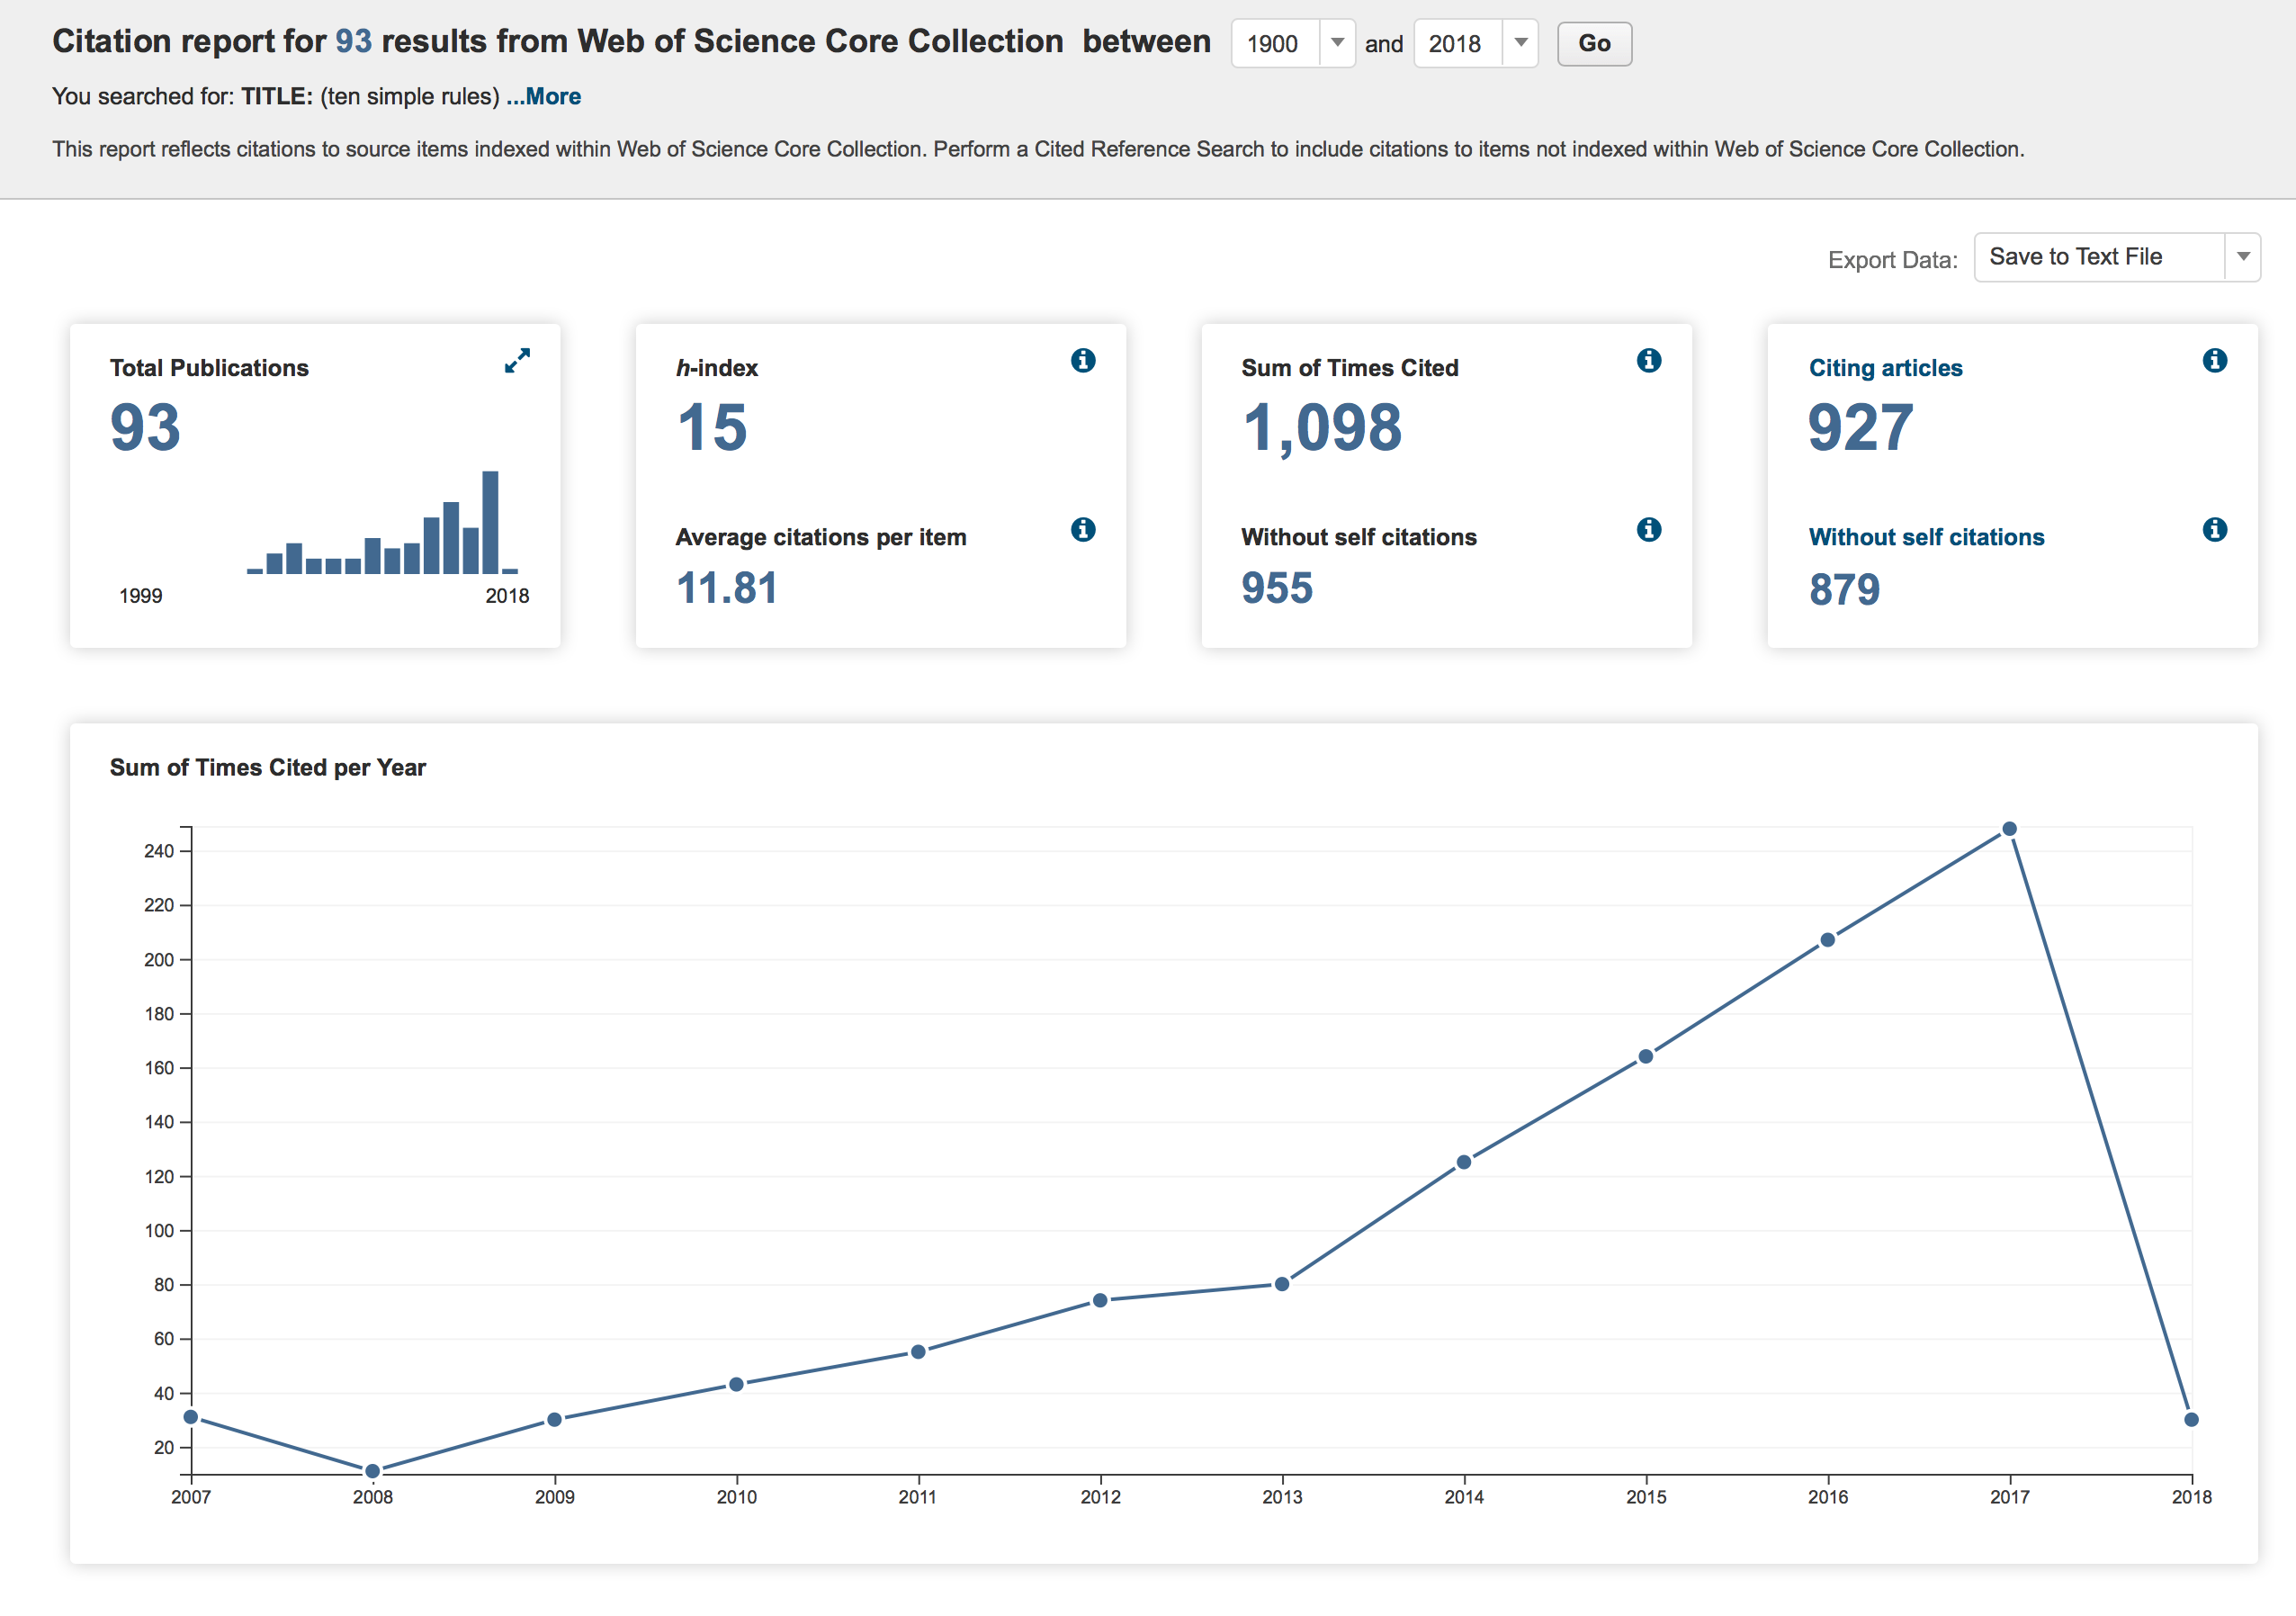 Citation report for 93 results from Web of Science Core Collection between 1900 and 2018 Go
You searched for: TITLE: (ten simple rules) ...More
This report reflects citations to source items indexed within Web of Science Core Collection. Perform a Cited Reference Search to include citations to items not indexed within Web of Science Core Collection.
Export Data: Save to Text File
Total Publications
93
1999 2018
h-index
15
Average citations per item
11.81
Sum of Times Cited
1,098
Without self citations
955
Citing articles
927
Without self citations
879
Sum of Times Cited per Year
240
220
200
180
160
140
120
100
80
60
40
20
2007 2008 2009 2010 2011 2012 2013 2014 2015 2016 2017 2018